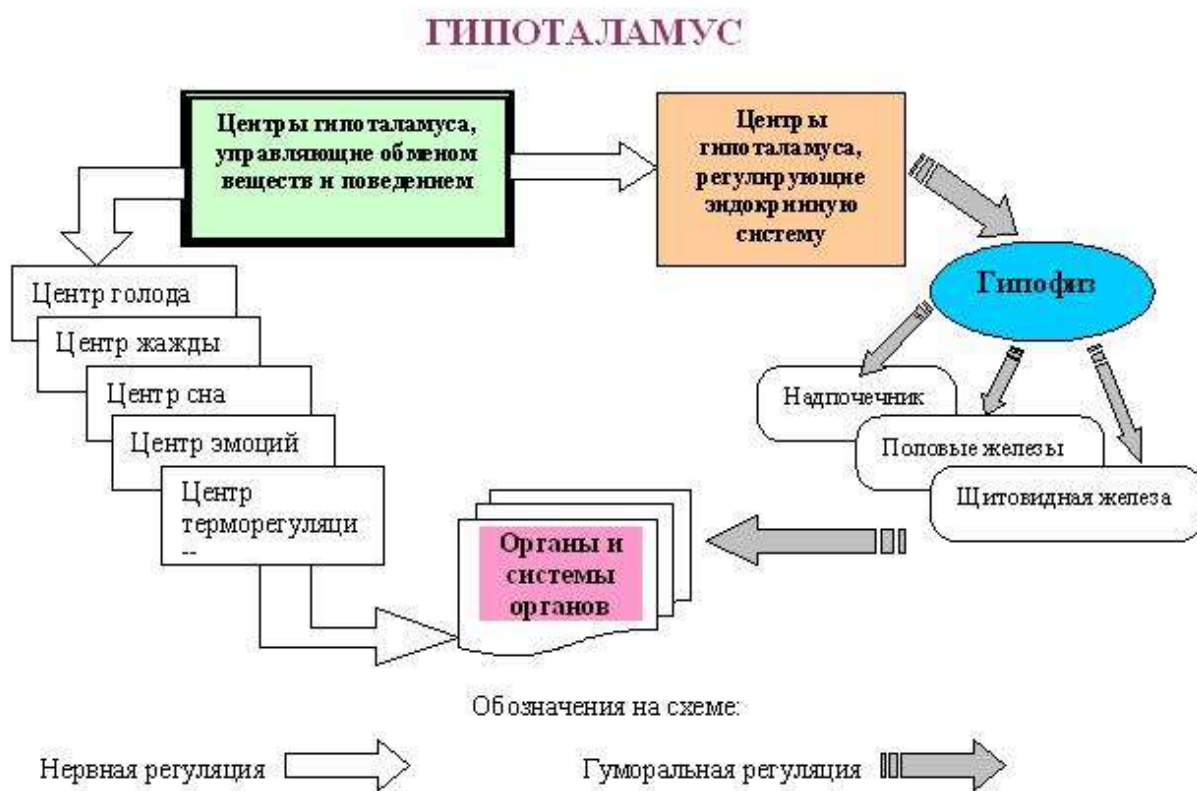 ГИПОТАЛАМУС
Центры гипоталамуса,
управляющие обменом
веществ и поведением
Центры
гипоталамуса,
регулирующие
эндокринную
систему
Гипофиз
Центр голода
Центр жажды
Центр сна
Центр эмоций
Центр
терморегуляци
Надпочечник
Половые железы
Щитовидная железа
Органы и
системы
органов
Обозначения на схеме:
Нервная регуляция
Гуморальная регуляция